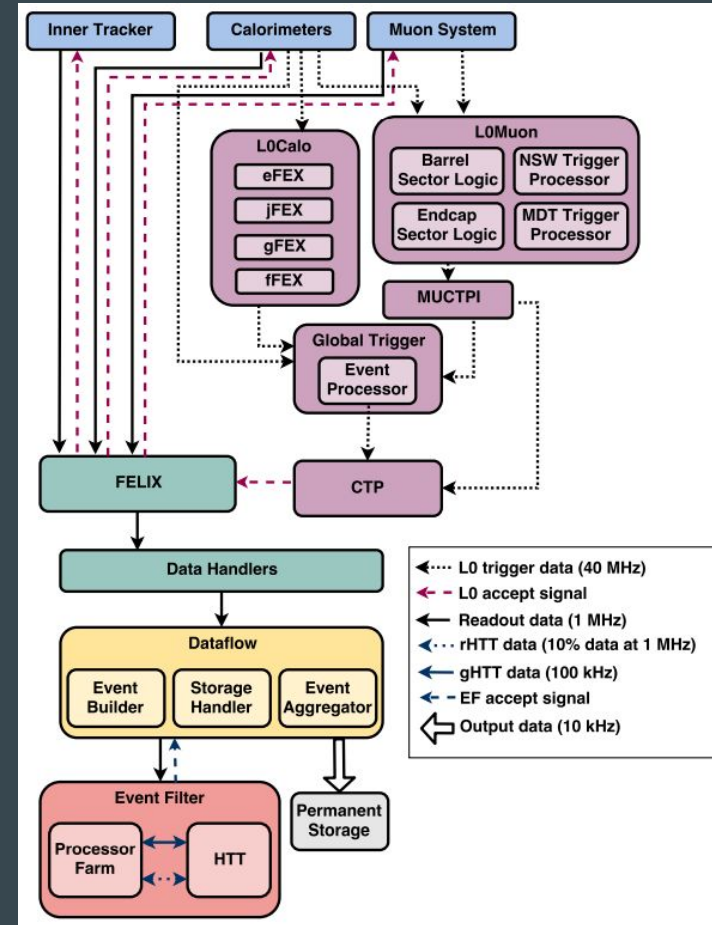 Inner Tracker
Calorimeters
Muon System
L0Calo
eFEX
jFEX
gFEX
fFEX
L0Muon
Barrel
Sector Logic
NSW Trigger
Processor
Endcap
Sector Logic
MDT Trigger
Processor
MUCTPI
Global Trigger
Event
Processor
FELIX
CTP
Data Handlers
L0 trigger data (40 MHz)
L0 accept signal
Readout data (1 MHz)
rHTT data (10% data at 1 MHz)
gHTT data (100 kHz)
EF accept signal
Output data (10 kHz)
Dataflow
Event
Builder
Storage
Handler
Event
Aggregator
Event Filter
Processor
Farm
HTT
Permanent
Storage